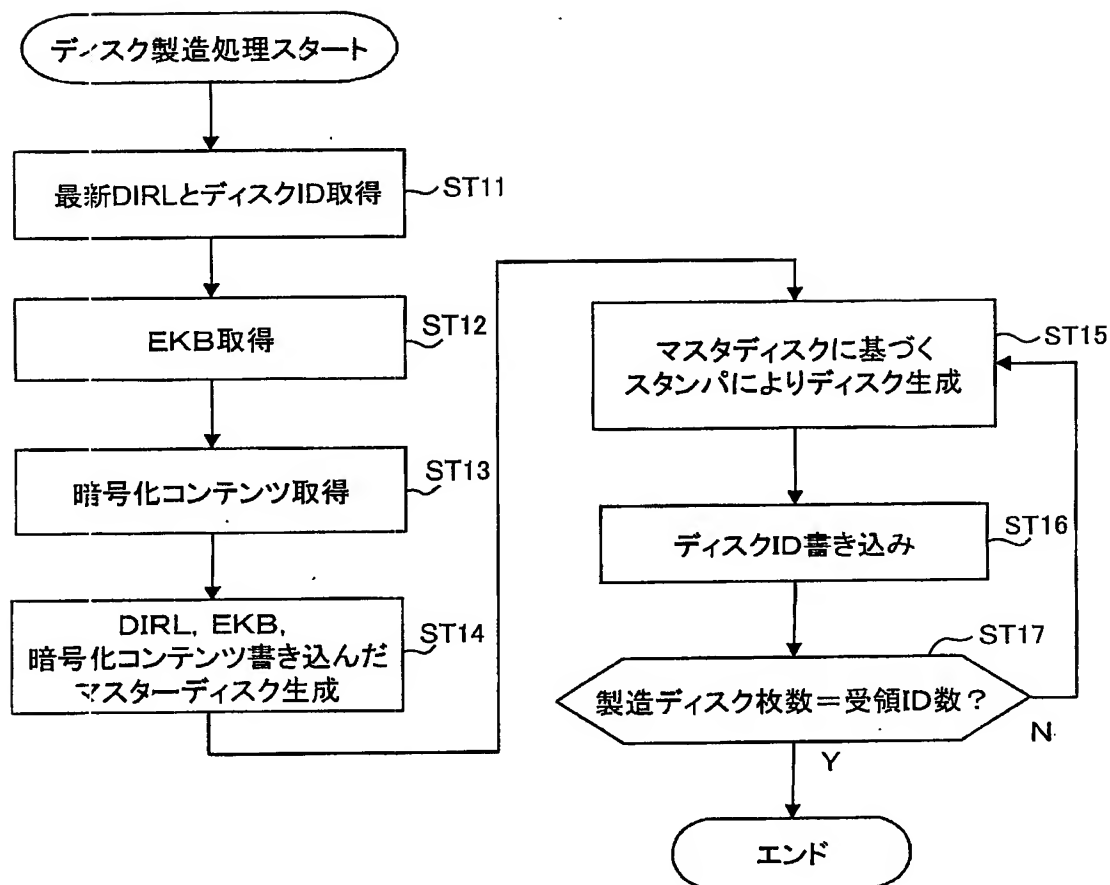 ディスク製造処理スタート
最新DIRLとディスクID取得
ST11
EKB取得
ST12
暗号化コンテンツ取得
ST13
DIRL, EKB,
暗号化コンテンツ書き込んだ
マスターディスク生成
ST14
マスタディスクに基づく
スタンパによりディスク生成
ST15
ディスクID書き込み
ST16
製造ディスク枚数=受領ID数?
ST17
N
Y
エンド